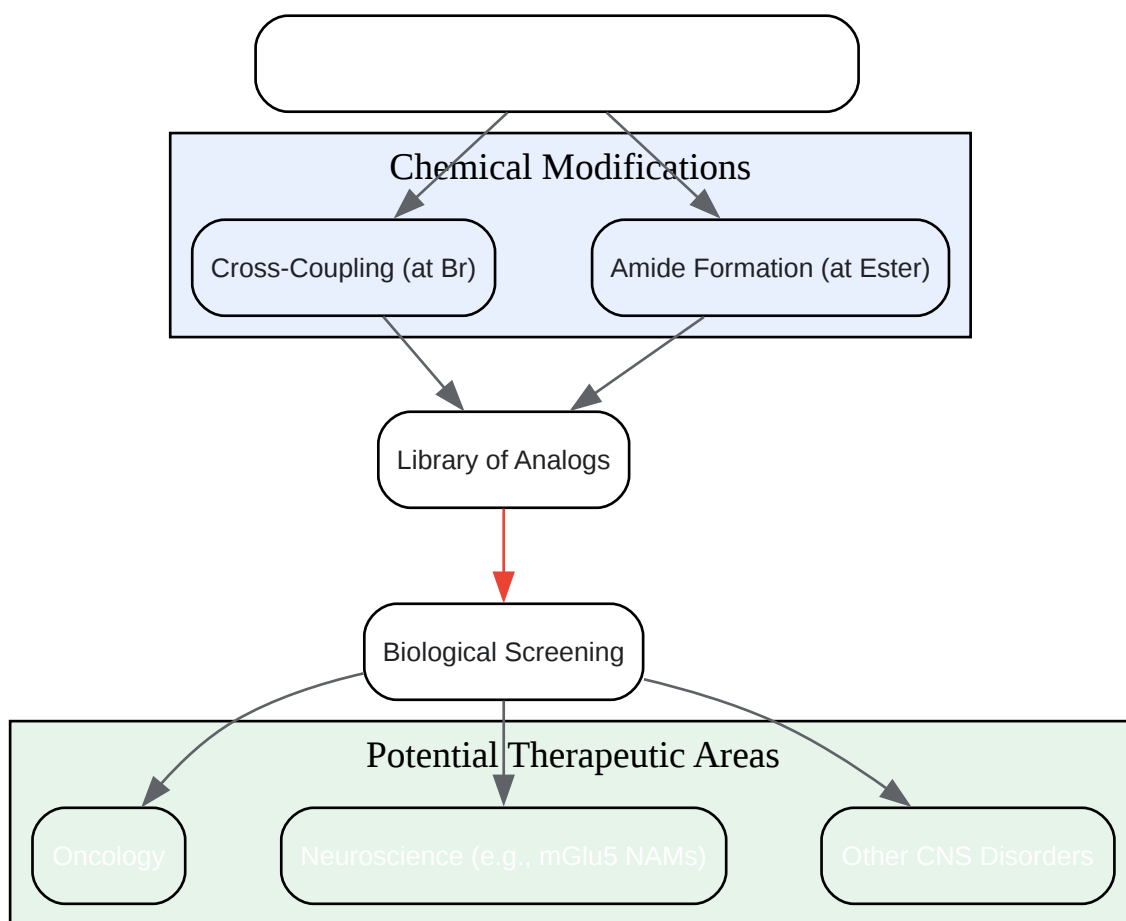 Chemical Modifications
Cross-Coupling (at Br)
Amide Formation (at Ester)
Library of Analogs
Biological Screening
Potential Therapeutic Areas
Oncology
Neuroscience (e.g., mGlu5 NAMs)
Other CNS Disorders